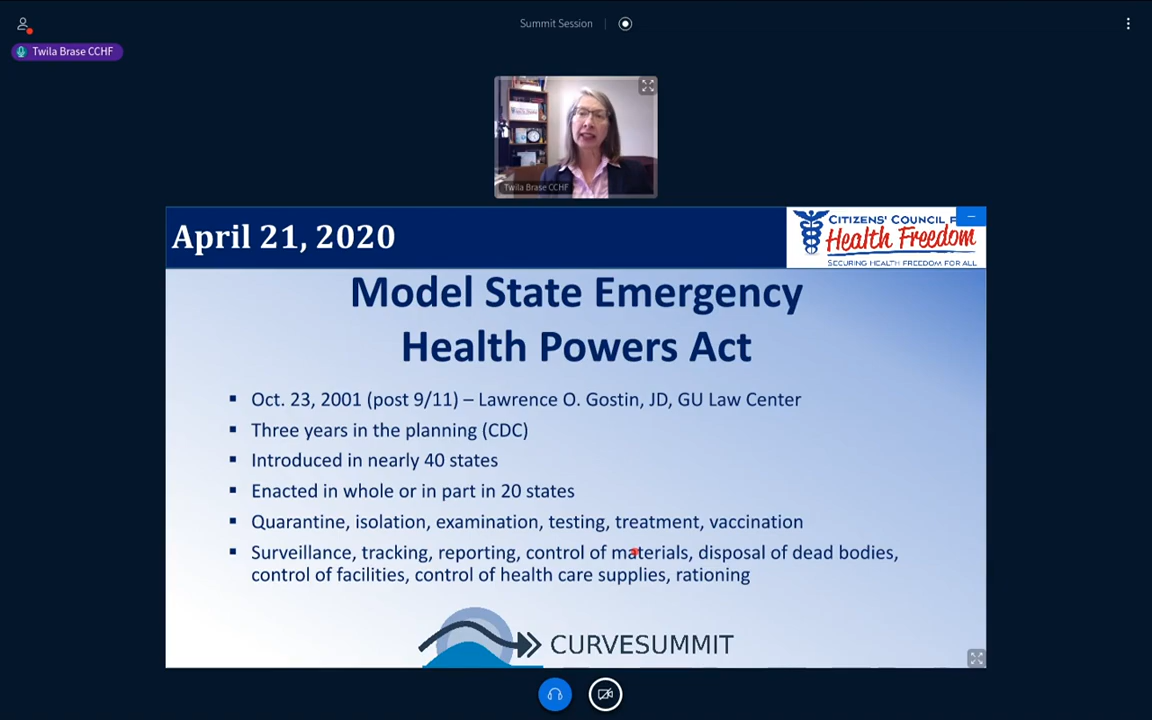 Summit Session
Twila Brase CCHF
Twila Brase CCHF
April 21, 2020
CITIZENS' COUNCIL F
Health Freedom
SECURING HEALTH FREEDOM FOR ALL
Model State Emergency
Health Powers Act
▪ Oct. 23, 2001 (post 9/11) – Lawrence O. Gostin, JD, GU Law Center
▪ Three years in the planning (CDC)
▪ Introduced in nearly 40 states
▪ Enacted in whole or in part in 20 states
▪ Quarantine, isolation, examination, testing, treatment, vaccination
▪ Surveillance, tracking, reporting, control of materials, disposal of dead bodies,
control of facilities, control of health care supplies, rationing
CURVESUMMIT